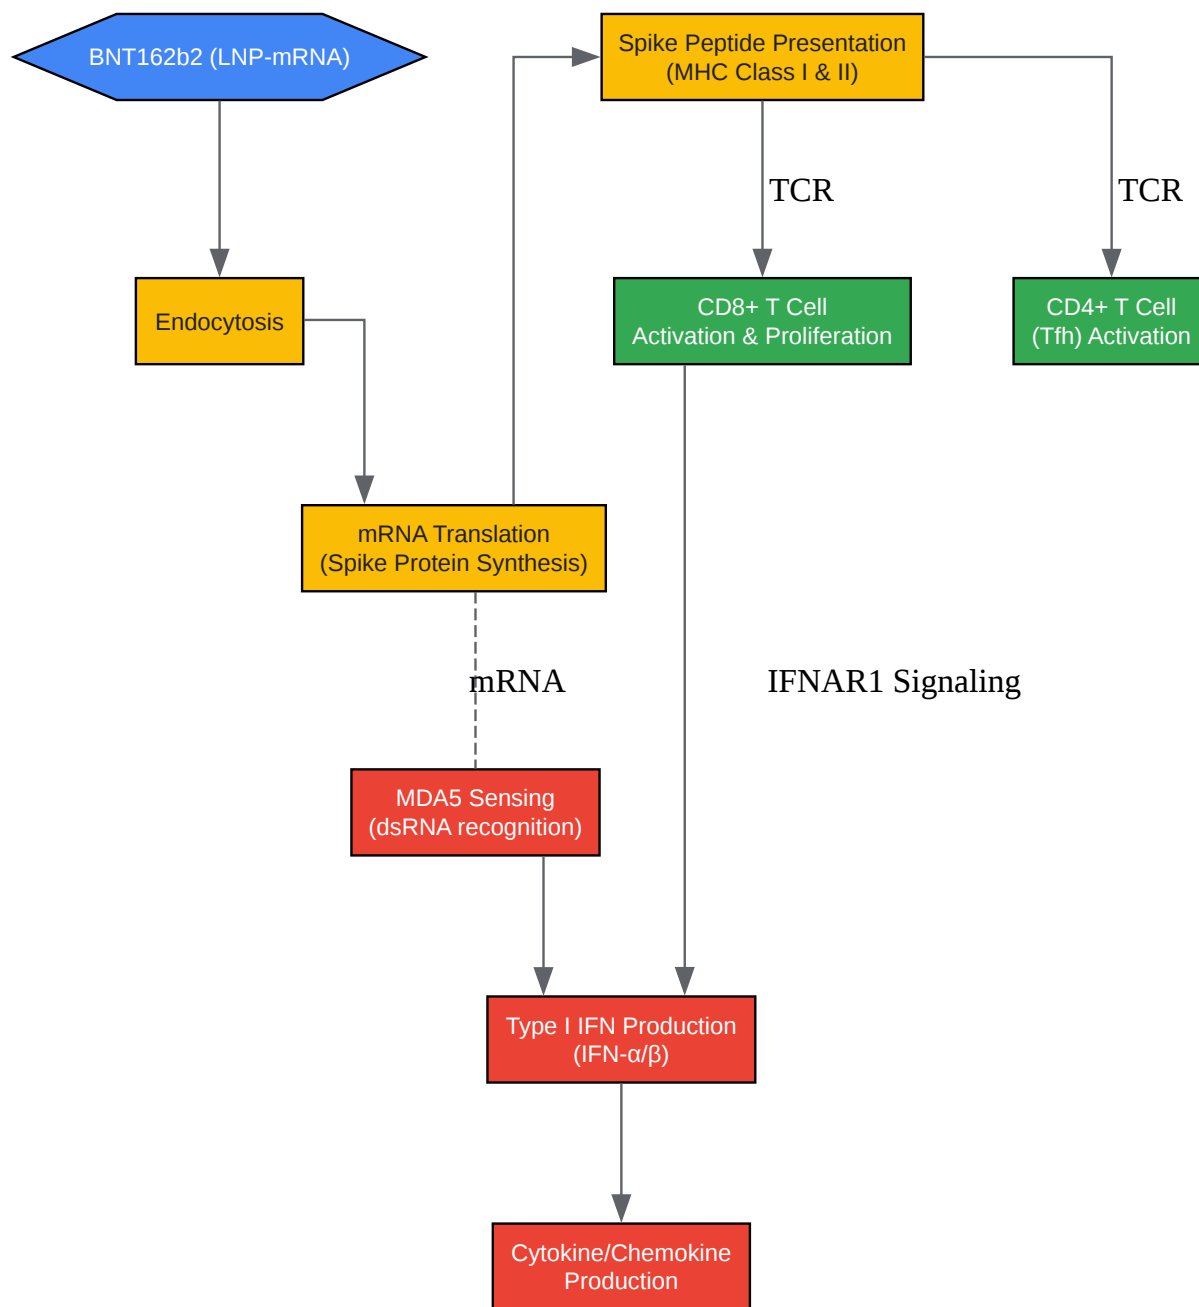 BNT162b2 (LNP-mRNA)
Spike Peptide Presentation
(MHC Class I & II)
TCR
TCR
Endocytosis
CD8+ T Cell
Activation & Proliferation
CD4+ T Cell
(Tfh) Activation
mRNA Translation
(Spike Protein Synthesis)
mRNA
IFNAR1 Signaling
MDA5 Sensing
(dsRNA recognition)
Type I IFN Production
(IFN-α/β)
Cytokine/Chemokine
Production